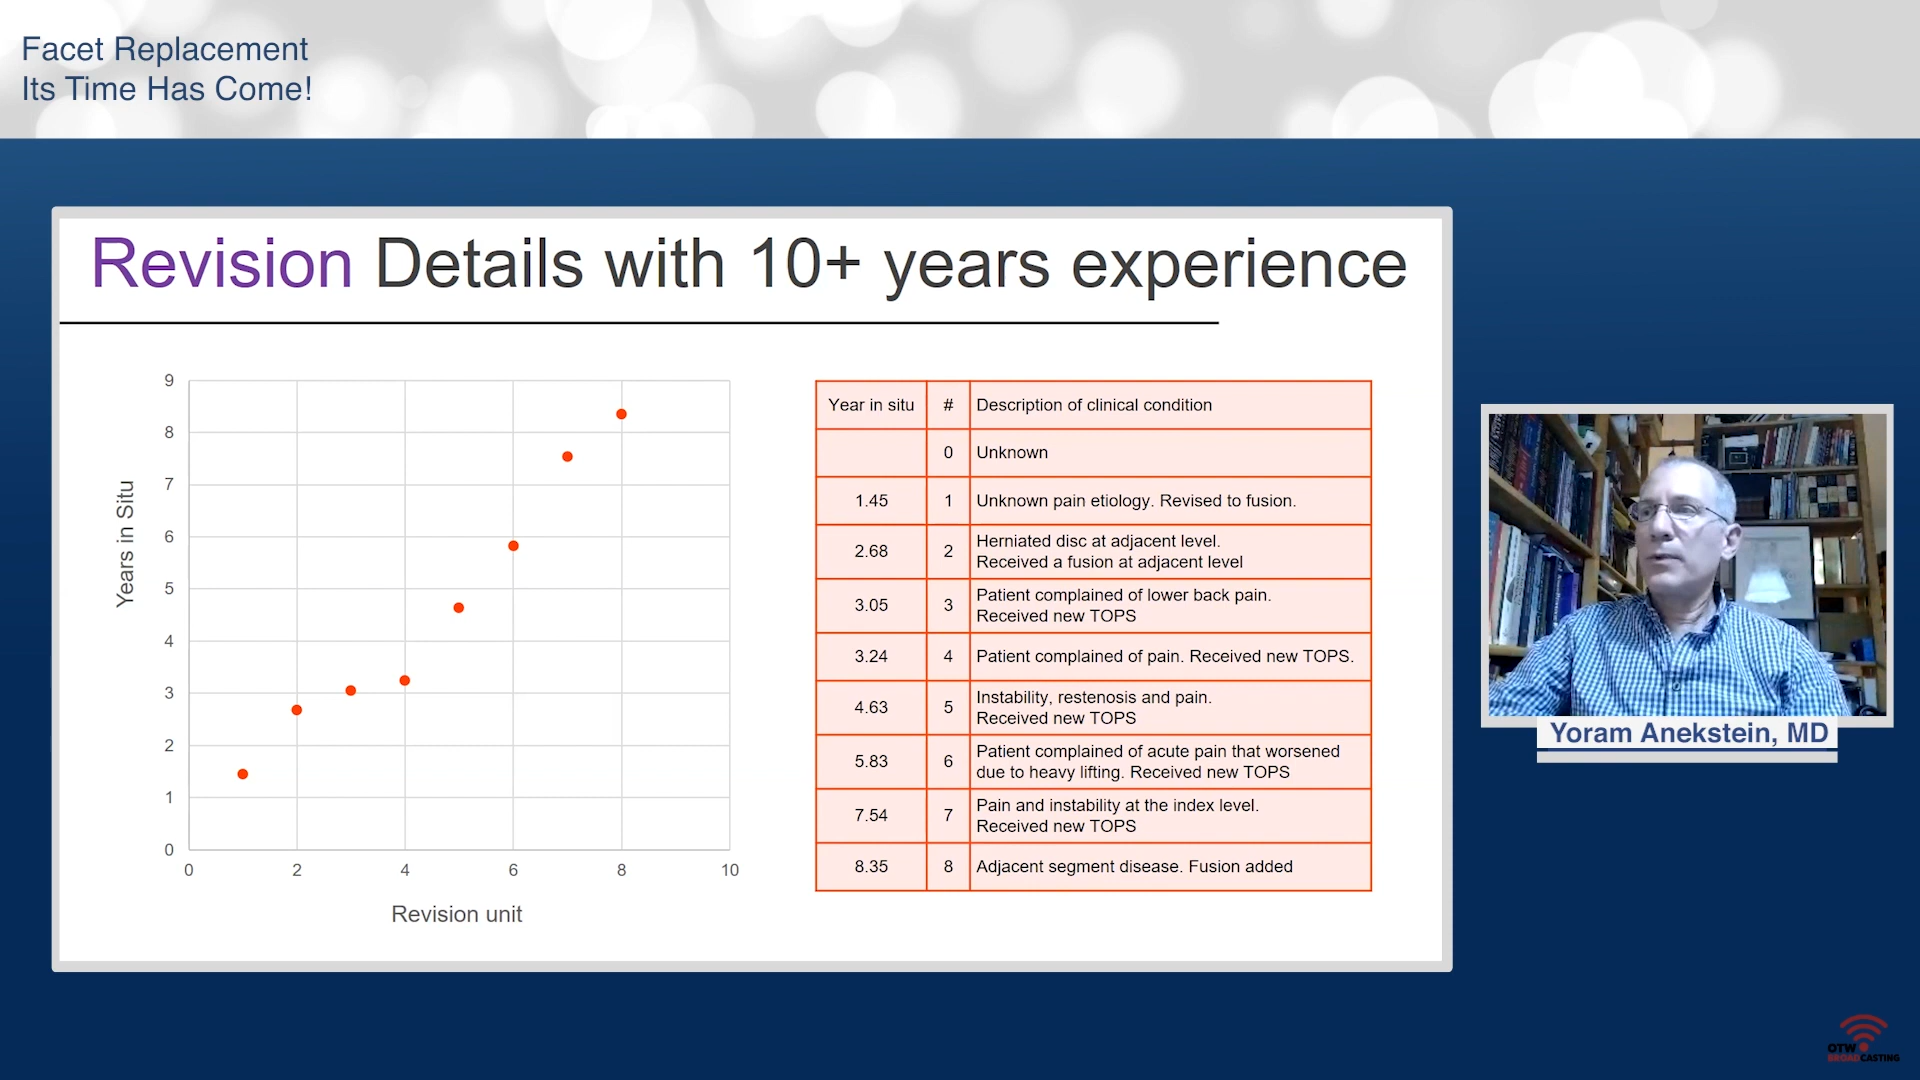 Facet Replacement
Its Time Has Come!
Revision Details with 10+ years experience
9
8
7
6
5
4
3
2
1
0
0 2 4 6 8 10
Years in Situ
Revision unit
Year in situ # Description of clinical condition
0 Unknown
1.45 1 Unknown pain etiology. Revised to fusion.
2.68 2 Herniated disc at adjacent level.
Received a fusion at adjacent level
3.05 3 Patient complained of lower back pain.
Received new TOPS
3.24 4 Patient complained of pain. Received new TOPS.
4.63 5 Instability, restenosis and pain.
Received new TOPS
5.83 6 Patient complained of acute pain that worsened
due to heavy lifting. Received new TOPS
7.54 7 Pain and instability at the index level.
Received new TOPS
8.35 8 Adjacent segment disease. Fusion added
Yoram Anekstein, MD
OTW
BROADCASTING